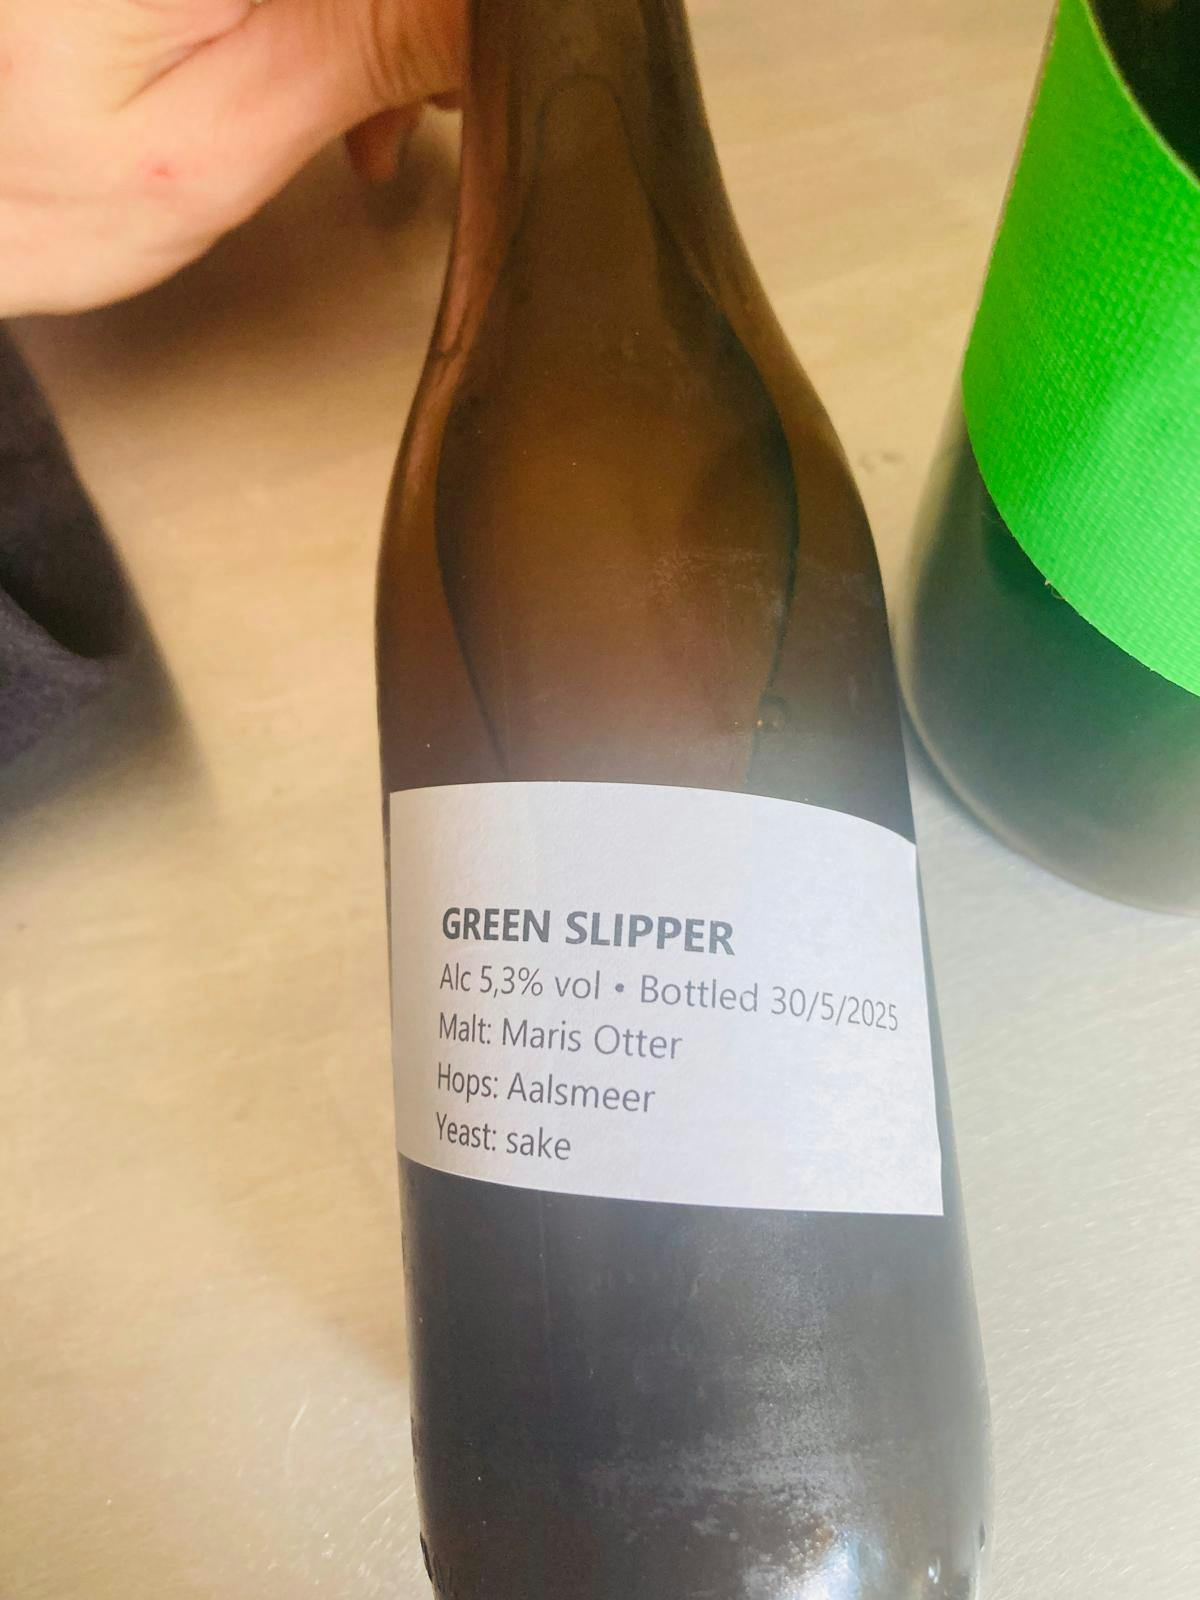 GREEN SLIPPER
Alc 5,3% vol • Bottled 30/5/2025
Malt: Maris Otter
Hops: Aalsmeer
Yeast: sake